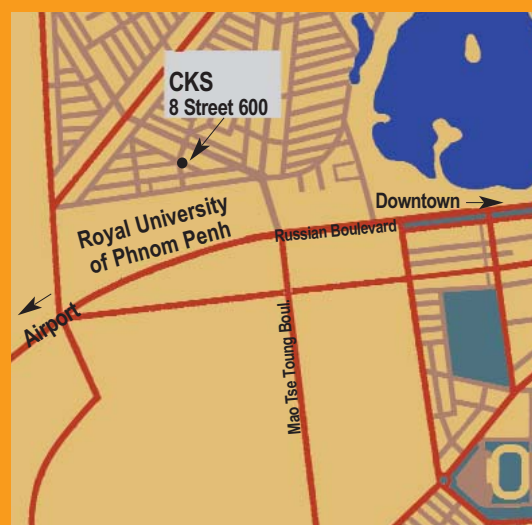 CKS
8 Street 600
Downtown
Royal University
of Phnom Penh
Russian Boulevard
Airport
Mao Tse Toung Boul.